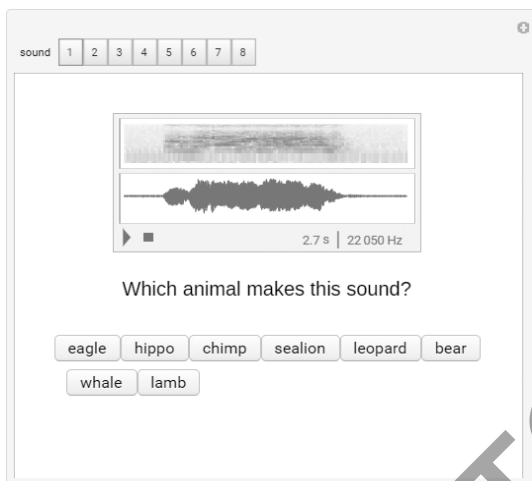 sound 1 2 3 4 5 6 7 8
2.7 s | 22 050 Hz
Which animal makes this sound?
eagle hippo chimp sealion leopard bear
whale lamb